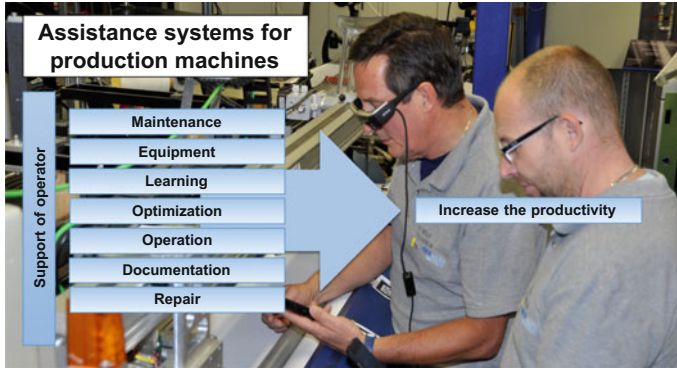 Assistance systems for
production machines
Support of operator
Maintenance
Equipment
Learning
Optimization
Operation
Documentation
Repair
Increase the productivity